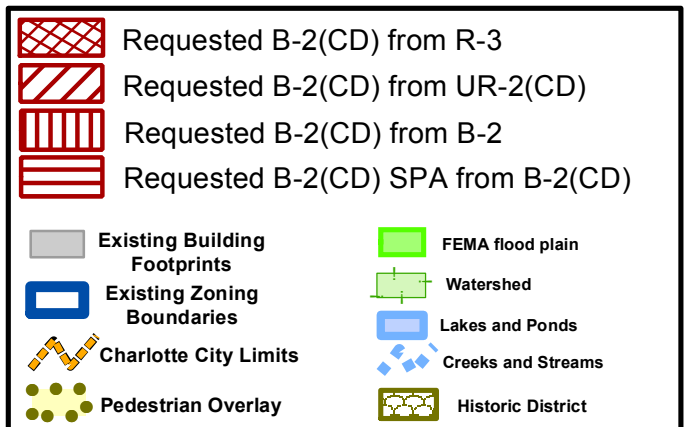 Requested B-2(CD) from R-3
Requested B-2(CD) from UR-2(CD)
Requested B-2(CD) from B-2
Requested B-2(CD) SPA from B-2(CD)
Existing Building
Footprints
Existing Zoning
Boundaries
Charlotte City Limits
Pedestrian Overlay
FEMA flood plain
Watershed
Lakes and Ponds
Creeks and Streams
Historic District